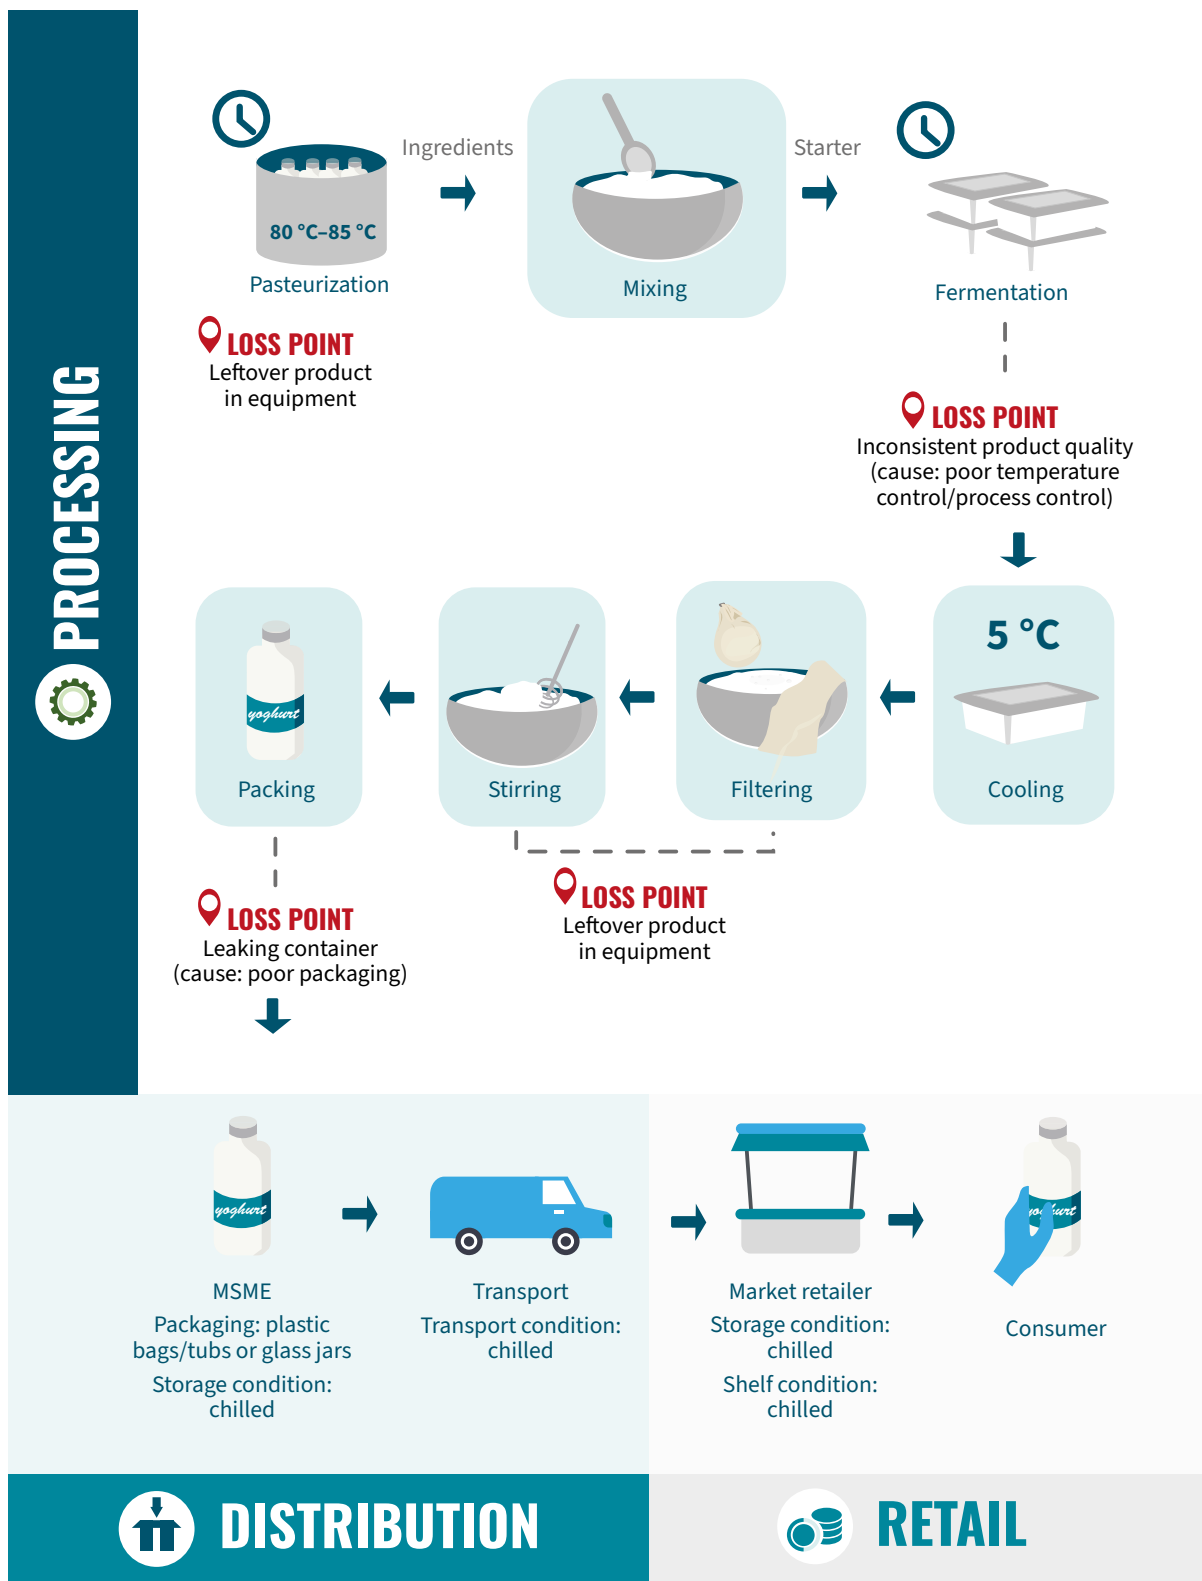 PROCESSING
Ingredients
Starter
80 °C–85 °C
Pasteurization
Mixing
Fermentation
LOSS POINT
Leftover product
in equipment
LOSS POINT
Inconsistent product quality
(cause: poor temperature
control/process control)
5 °C
yoghurt
Packing
Stirring
Filtering
Cooling
LOSS POINT
Leftover product
in equipment
LOSS POINT
Leaking container
(cause: poor packaging)
yoghurt
yoghurt
MSME
Packaging: plastic
bags/tubs or glass jars
Storage condition:
chilled
Transport
Transport condition:
chilled
Market retailer
Storage condition:
chilled
Shelf condition:
chilled
Consumer
DISTRIBUTION
RETAIL